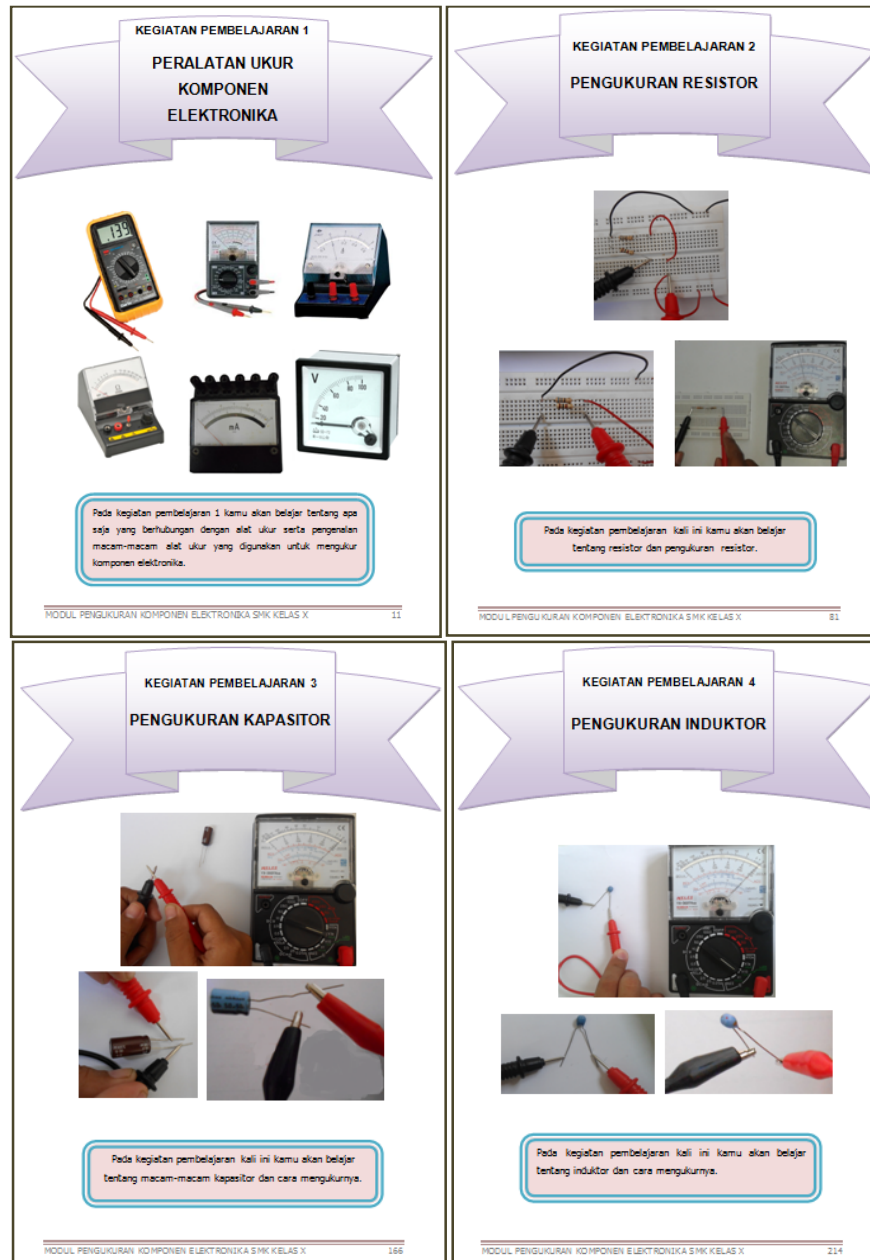 KEGIATAN PEMBELAJARAN 1
PERALATAN UKUR
KOMPONEN
ELEKTRONIKA
.139
V
mA
Pada kegiatan pembelajaran 1 kamu akan belajar tentang apa
saja yang berhubungan dengan alat ukur serta pengenalan
macam-macam alat ukur yang digunakan untuk mengukur
komponen elektronika.
MODUL PENGUKURAN KOMPONEN ELEKTRONIKA SMK KELAS X 11
KEGIATAN PEMBELAJARAN 2
PENGUKURAN RESISTOR
Pada kegiatan pembelajaran kali ini kamu akan belajar
tentang resistor dan pengukuran resistor.
MODUL PENGUKURAN KOMPONEN ELEKTRONIKA SMK KELAS X 81
KEGIATAN PEMBELAJARAN 3
PENGUKURAN KAPASITOR
Pada kegiatan pembelajaran kali ini kamu akan belajar
tentang macam-macam kapasitor dan cara mengukurnya.
MODUL PENGUKURAN KOMPONEN ELEKTRONIKA SMK KELAS X 166
KEGIATAN PEMBELAJARAN 4
PENGUKURAN INDUKTOR
Pada kegiatan pembelajaran kali ini kamu akan belajar
tentang induktor dan cara mengukurnya.
MODUL PENGUKURAN KOMPONEN ELEKTRONIKA SMK KELAS X 214